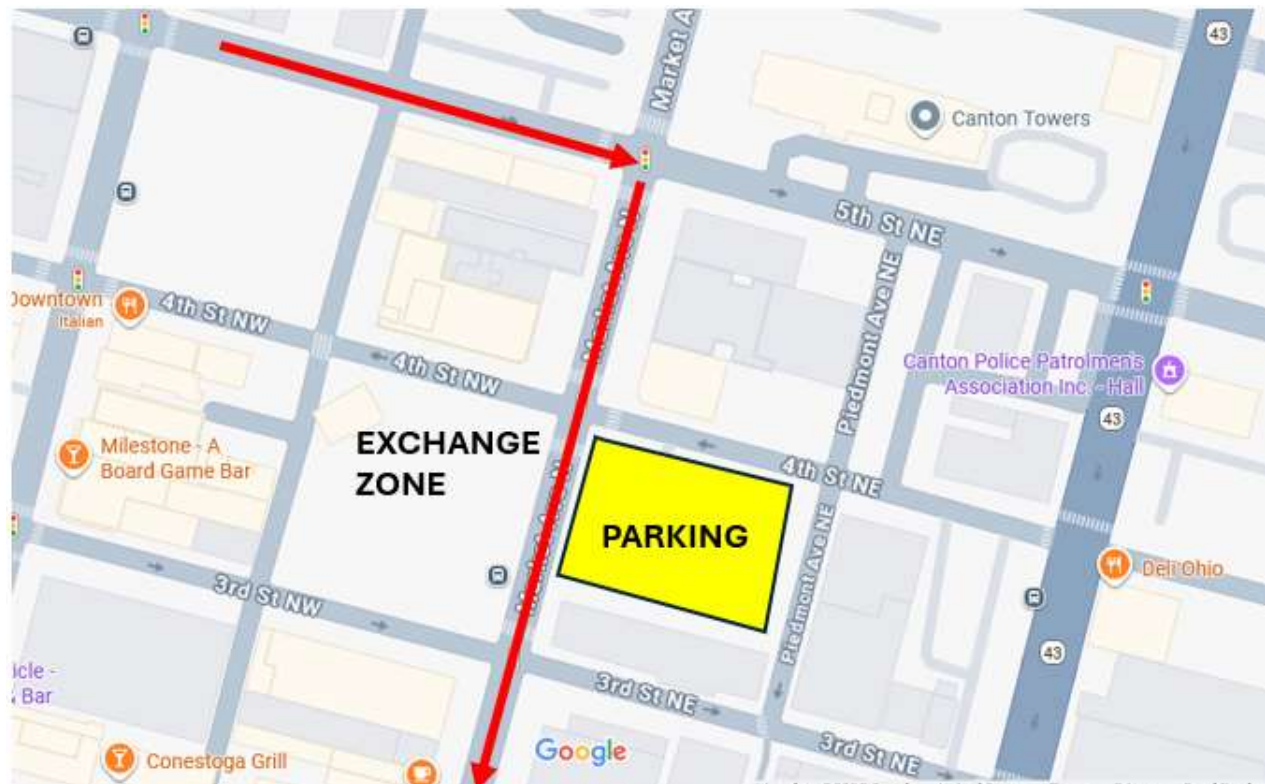 43
Market A
Canton Towers
5th St NE
Downtown
Italian
4th St NW
4th St NW
Piedmont Ave NE
Canton Police Patrolmen's
Association Inc. - Hall
43
EXCHANGE
ZONE
Milestone - A
Board Game Bar
4th St NE
PARKING
Piedmont Ave NE
Deli Ohio
3rd St NW
43
icle -
& Bar
3rd St NE
3rd St NE
Google
Conestoga Grill